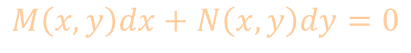 M(x, y)dx + N(x, y)dy = 0